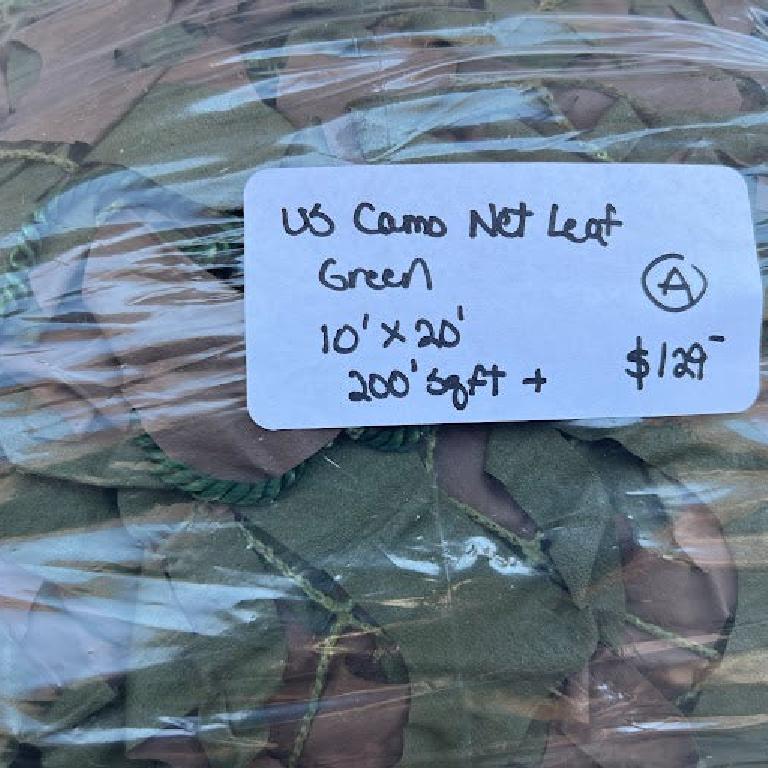 US Camo Net Leaf
Green
A
10' x 20'
$129-
200' sqft +